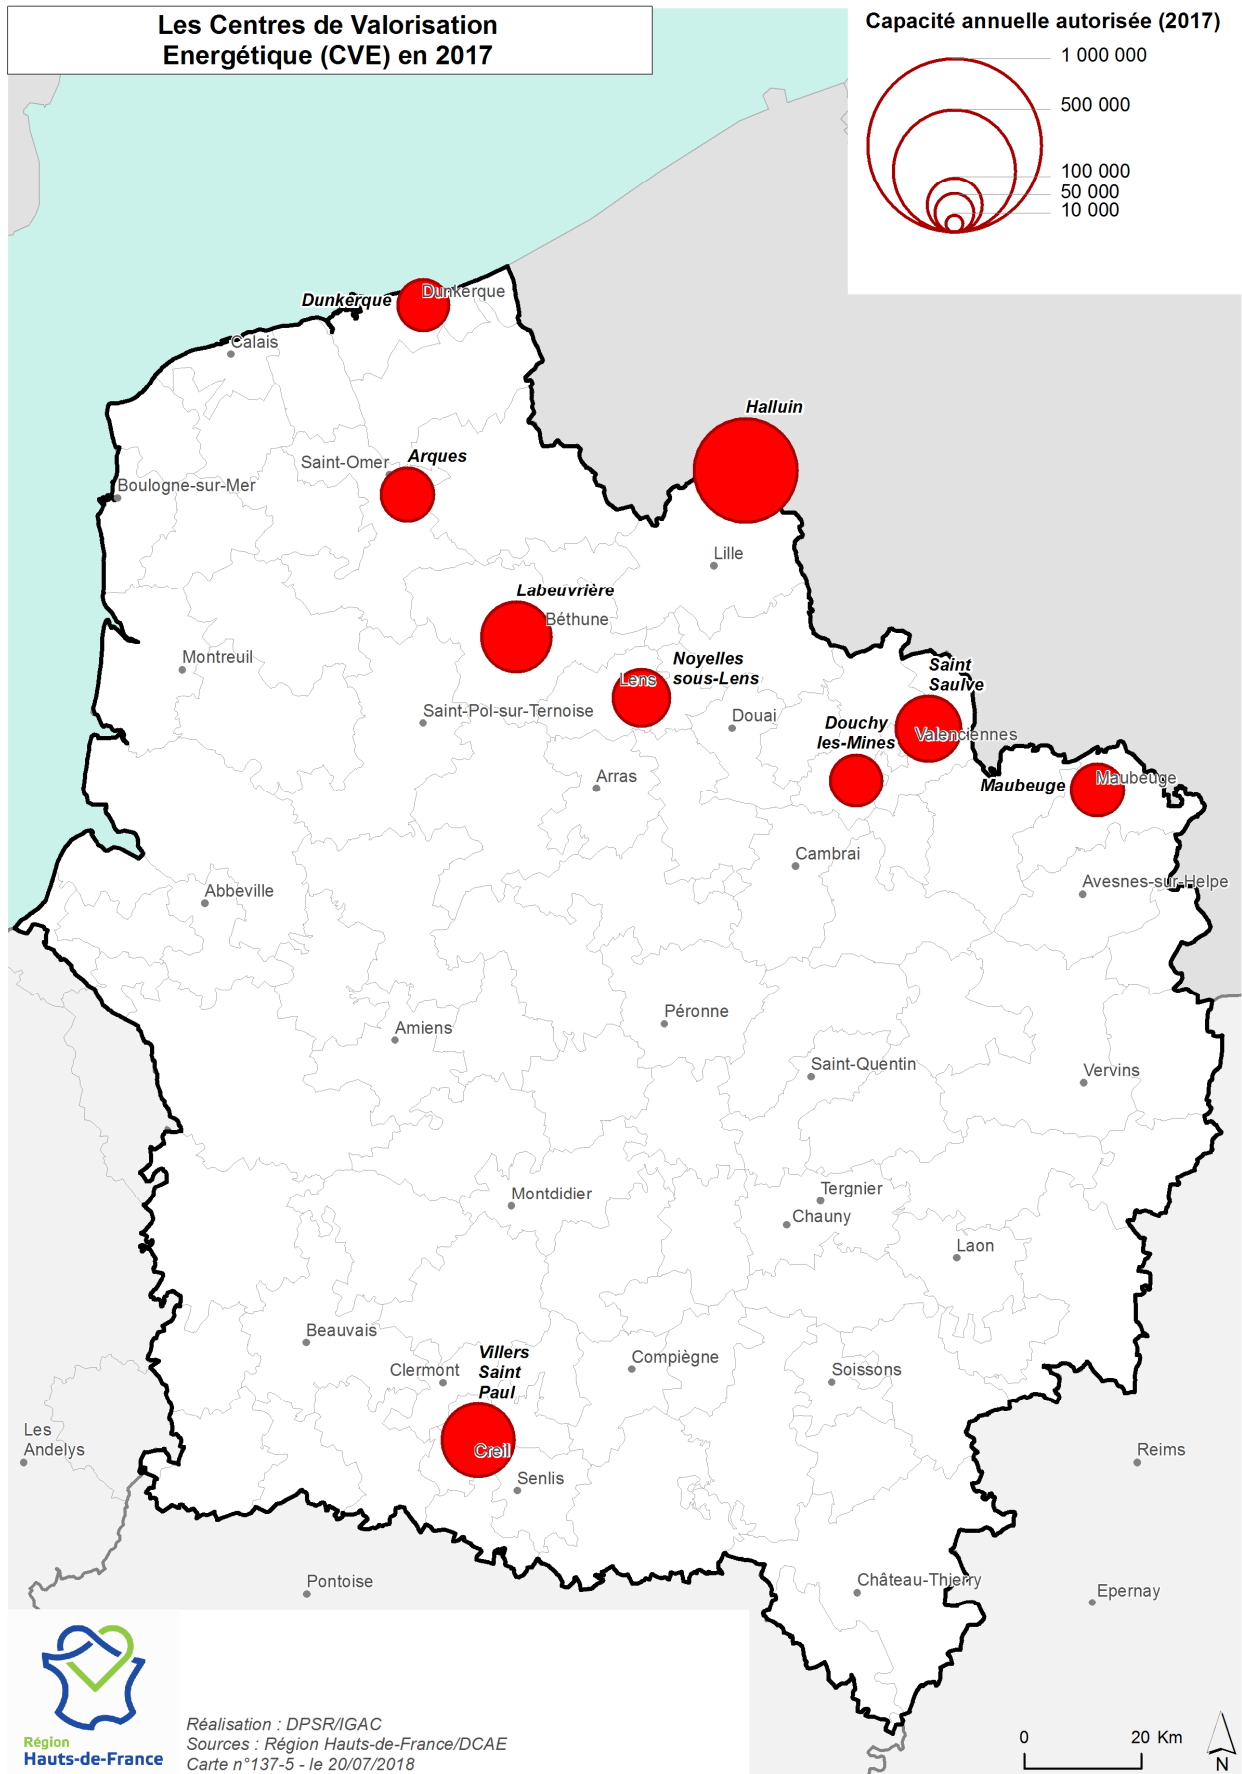 Les Centres de Valorisation
Energétique (CVE) en 2017
Capacité annuelle autorisée (2017)
1 000 000
500 000
100 000
50 000
10 000
Dunkerque
Dunkerque
Calais
Halluin
Saint-Omer
Arques
Boulogne-sur-Mer
Lille
Labeuvrière
Béthune
Montreuil
Noyelles
sous-Lens
Lens
Saint
Saulve
Saint-Pol-sur-Ternoise
Douai
Douchy
les-Mines
Valenciennes
Arras
Maubeuge
Maubeuge
Cambrai
Avesnes-sur-Helpe
Abbeville
Péronne
Amiens
Saint-Quentin
Vervins
Montdidier
Tergnier
Chauny
Laon
Beauvais
Villers
Saint
Paul
Clermont
Compiègne
Soissons
Les
Andelys
Creil
Senlis
Reims
Pontoise
Château-Thierry
Epernay
Région
Hauts-de-France
Réalisation : DPSR/IGAC
Sources : Région Hauts-de-France/DCAE
Carte n°137-5 - le 20/07/2018
0
20 Km
N